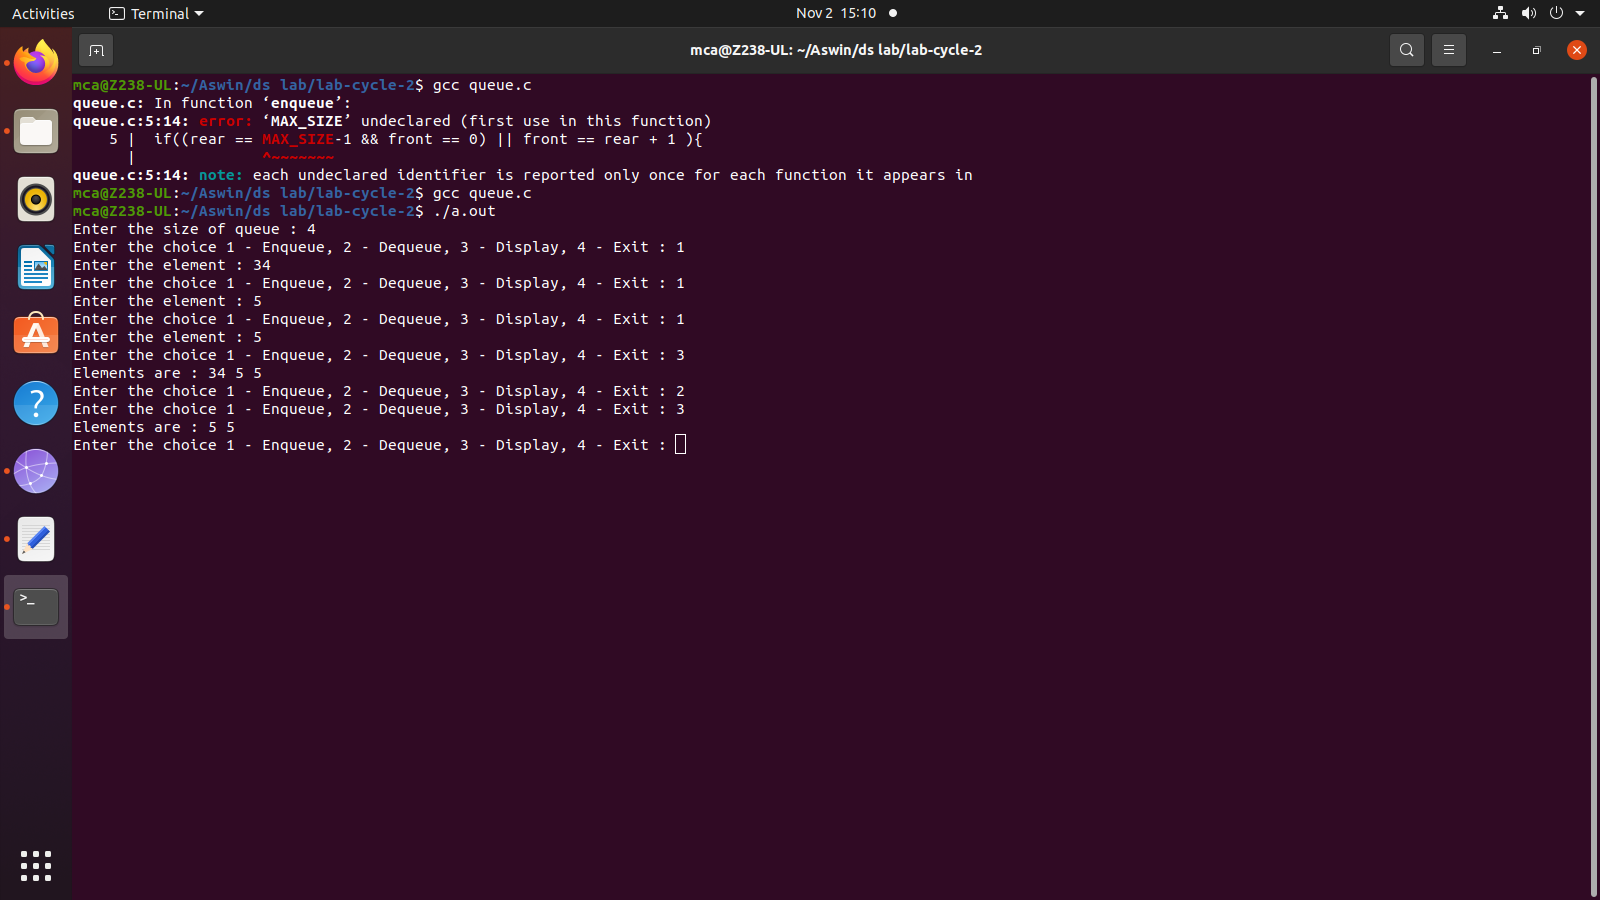 Activities
Terminal
Nov 2 15:10
mca@Z238-UL: ~/Aswin/ds lab/lab-cycle-2
mca@Z238-UL:~/Aswin/ds lab/lab-cycle-2$ gcc queue.c
queue.c: In function ‘enqueue’:
queue.c:5:14: error: ‘MAX_SIZE’ undeclared (first use in this function)
    5 |  if((rear == MAX_SIZE-1 && front == 0) || front == rear + 1 ){
      |              ^~~~~~~~
queue.c:5:14: note: each undeclared identifier is reported only once for each function it appears in
mca@Z238-UL:~/Aswin/ds lab/lab-cycle-2$ gcc queue.c
mca@Z238-UL:~/Aswin/ds lab/lab-cycle-2$ ./a.out
Enter the size of queue : 4
Enter the choice 1 - Enqueue, 2 - Dequeue, 3 - Display, 4 - Exit : 1
Enter the element : 34
Enter the choice 1 - Enqueue, 2 - Dequeue, 3 - Display, 4 - Exit : 1
Enter the element : 5
Enter the choice 1 - Enqueue, 2 - Dequeue, 3 - Display, 4 - Exit : 1
Enter the element : 5
Enter the choice 1 - Enqueue, 2 - Dequeue, 3 - Display, 4 - Exit : 3
Elements are : 34 5 5
Enter the choice 1 - Enqueue, 2 - Dequeue, 3 - Display, 4 - Exit : 2
Enter the choice 1 - Enqueue, 2 - Dequeue, 3 - Display, 4 - Exit : 3
Elements are : 5 5
Enter the choice 1 - Enqueue, 2 - Dequeue, 3 - Display, 4 - Exit :